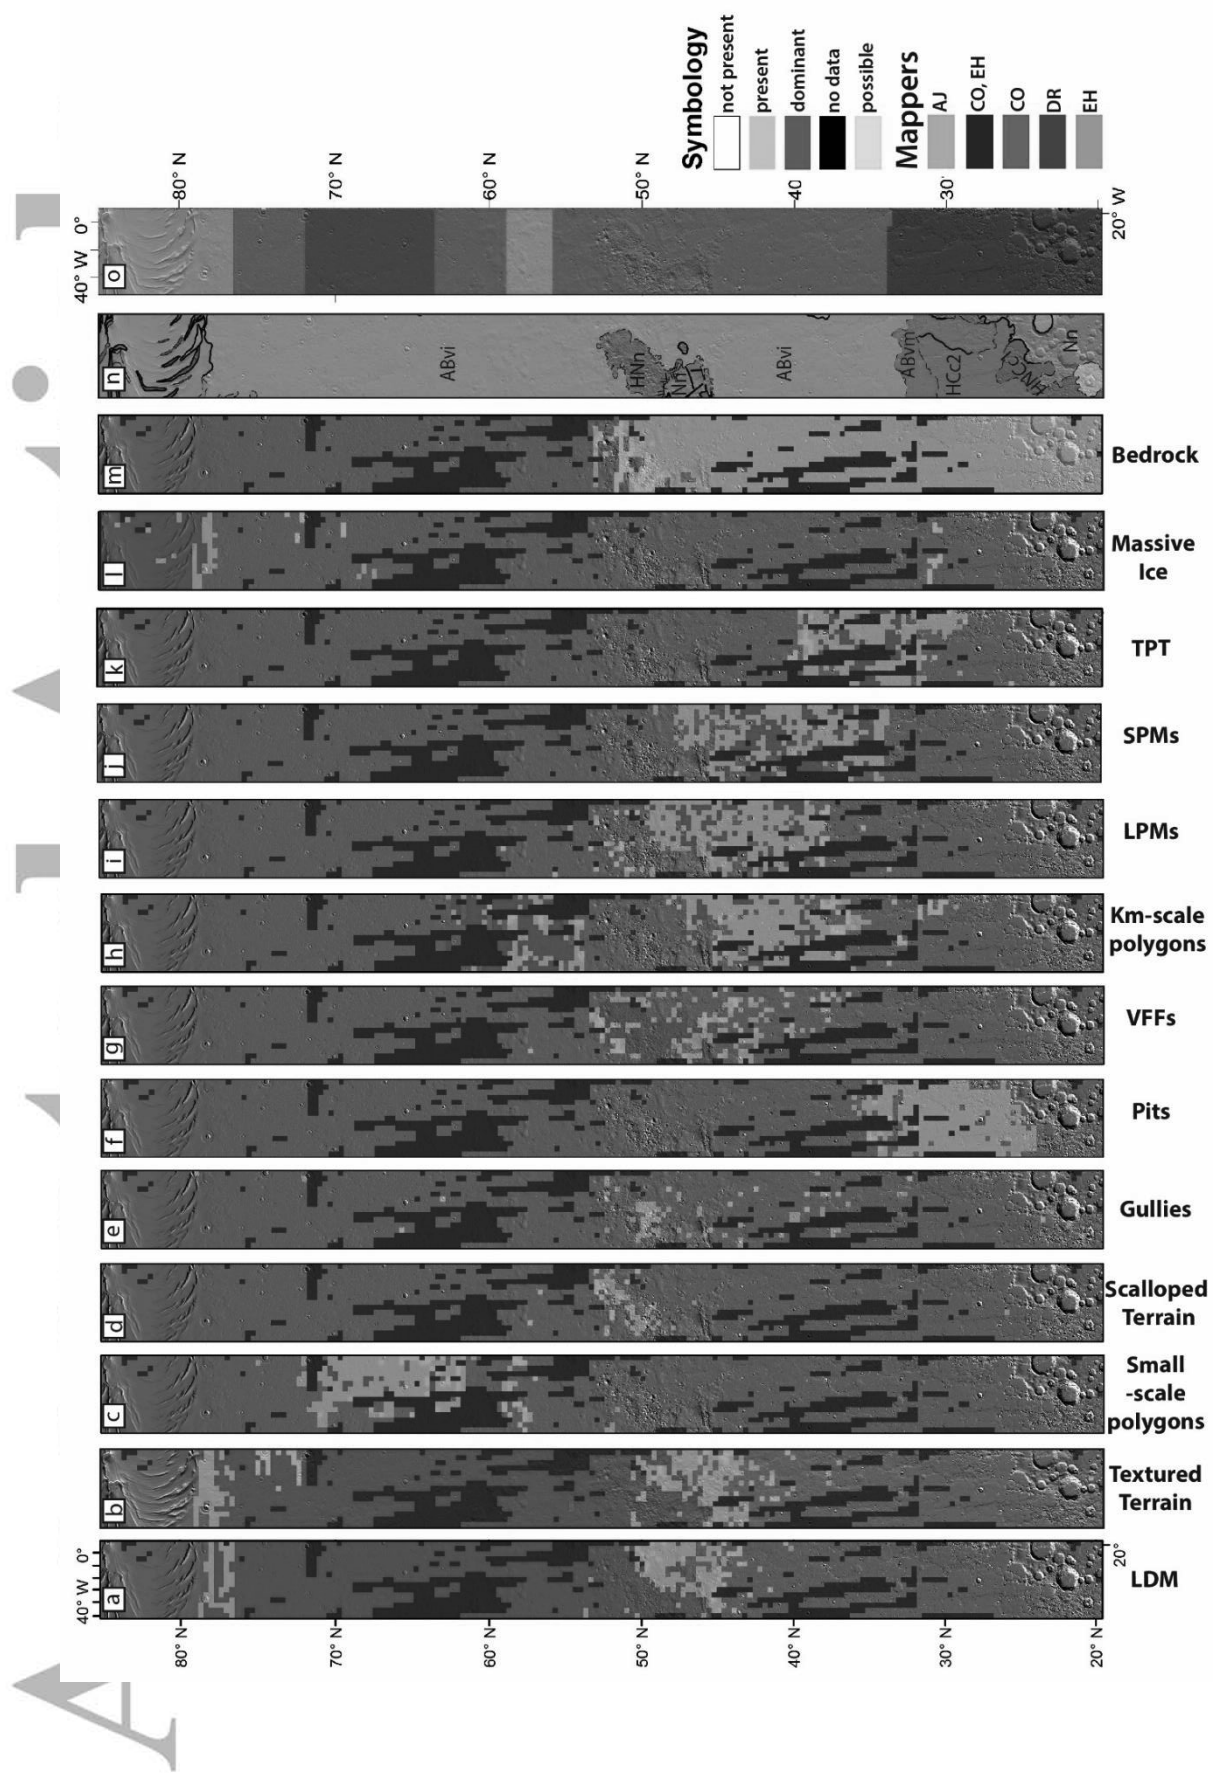 Symbology
not present
present
dominant
no data
possible
Mappers
AJ
CO, EH
CO
DR
EH
80° N
70° N
60° N
50° N
40
30
20° W
40° W 0°
o
n
ABvi
HNn
Nn
ABvi
ABvm
HCc2
Nn
m
Bedrock
l
Massive
Ice
k
TPT
j
SPMs
i
LPMs
h
Km-scale
polygons
g
VFFs
f
Pits
e
Gullies
d
Scalloped
Terrain
c
Small
-scale
polygons
b
Textured
Terrain
40° W 0°
a
20°
LDM
80° N
70° N
60° N
50° N
40° N
30° N
20° N
A